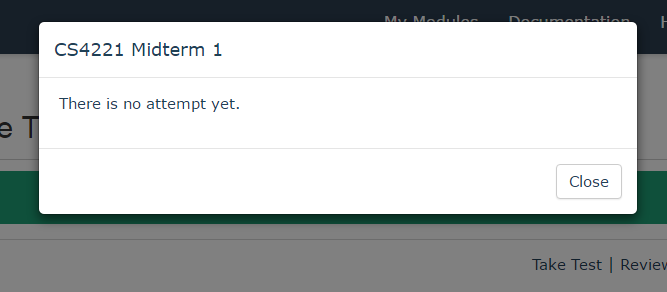 My Modules Documentation
CS4221 Midterm 1
There is no attempt yet.
Close
Take Test | Review